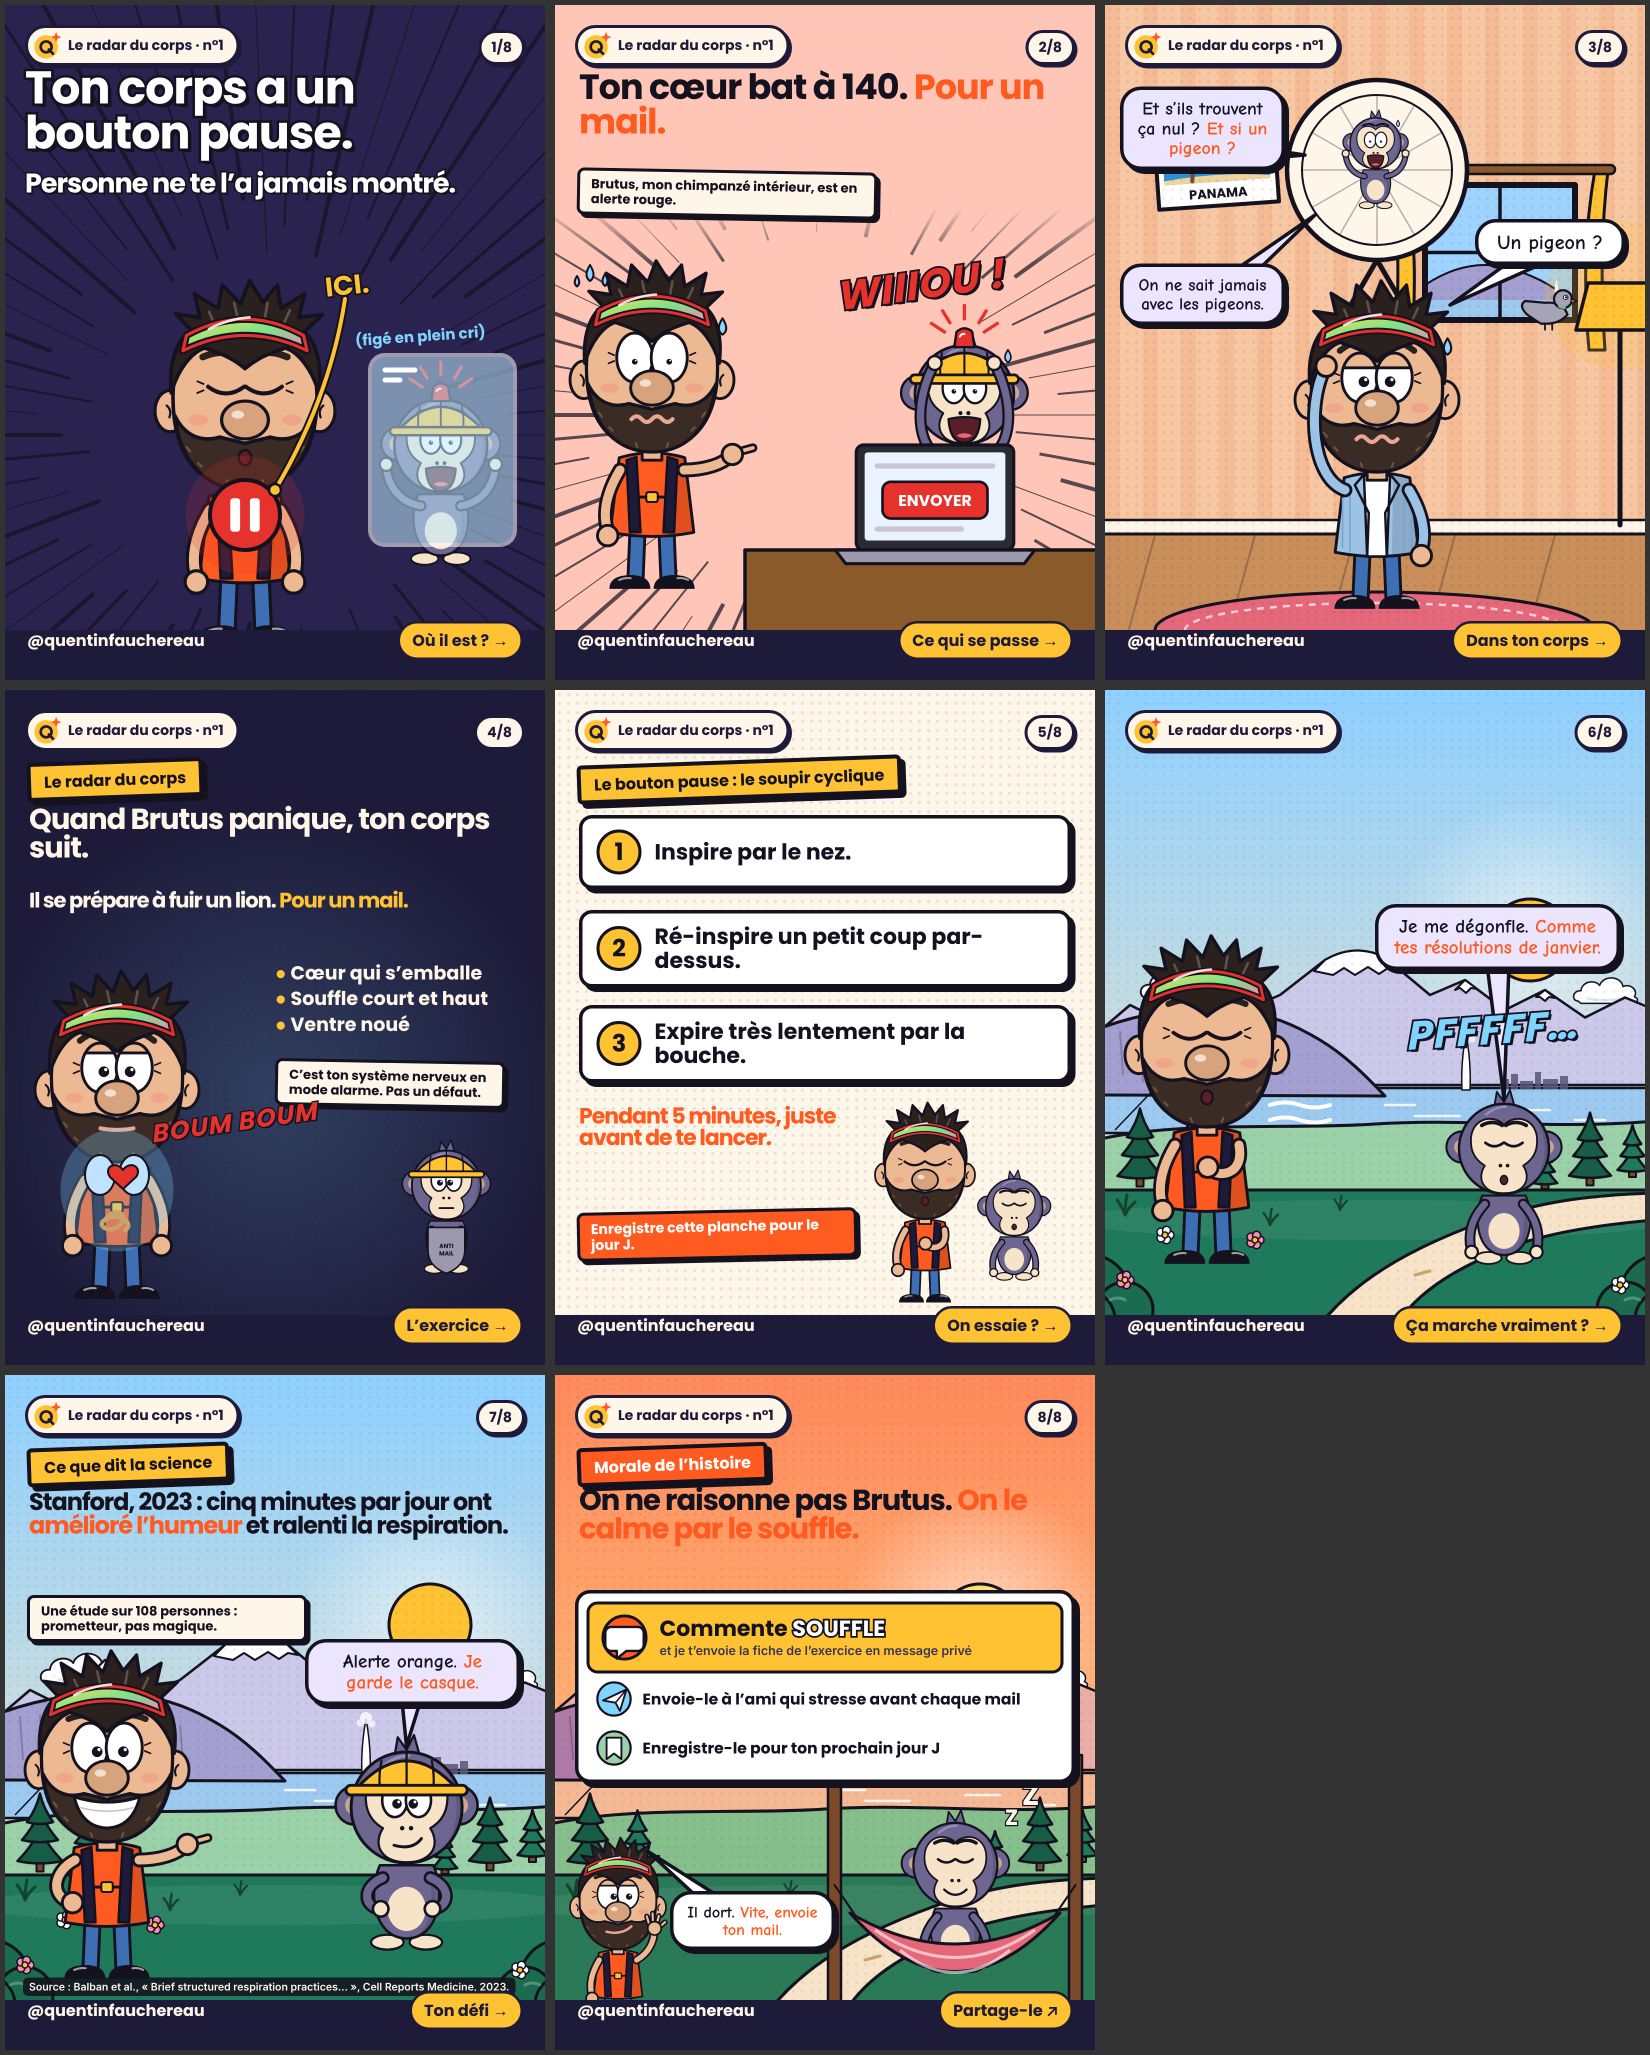 Le radar du corps · n°1
1/8
Ton corps a un
bouton pause.
Personne ne te l'a jamais montré.
ICI.
(figé en plein cri)
@quentinfauchereau
Où il est ? →
Le radar du corps · n°1
2/8
Ton cœur bat à 140. Pour un
mail.
Brutus, mon chimpanzé intérieur, est en
alerte rouge.
WIIIOU !
ENVOYER
@quentinfauchereau
Ce qui se passe →
Le radar du corps · n°1
3/8
Et s'ils trouvent
ça nul ? Et si un
pigeon ?
PANAMA
Un pigeon ?
On ne sait jamais
avec les pigeons.
@quentinfauchereau
Dans ton corps →
Le radar du corps · n°1
4/8
Le radar du corps
Quand Brutus panique, ton corps
suit.
Il se prépare à fuir un lion. Pour un mail.
• Cœur qui s'emballe
• Souffle court et haut
• Ventre noué
C'est ton système nerveux en
mode alarme. Pas un défaut.
BOUM BOUM
ANTI
MAIL
@quentinfauchereau
L'exercice →
Le radar du corps · n°1
5/8
Le bouton pause : le soupir cyclique
1 Inspire par le nez.
2 Ré-inspire un petit coup par-
dessus.
3 Expire très lentement par la
bouche.
Pendant 5 minutes, juste
avant de te lancer.
Enregistre cette planche pour le
jour J.
@quentinfauchereau
On essaie ? →
Le radar du corps · n°1
6/8
Je me dégonfle. Comme
tes résolutions de janvier.
PFFFFF...
@quentinfauchereau
Ça marche vraiment ? →
Le radar du corps · n°1
7/8
Ce que dit la science
Stanford, 2023 : cinq minutes par jour ont
amélioré l'humeur et ralenti la respiration.
Une étude sur 108 personnes :
prometteur, pas magique.
Alerte orange. Je
garde le casque.
Source : Balban et al., « Brief structured respiration practices... », Cell Reports Medicine, 2023.
@quentinfauchereau
Ton défi →
Le radar du corps · n°1
8/8
Morale de l'histoire
On ne raisonne pas Brutus. On le
calme par le souffle.
Commente SOUFFLE
et je t'envoie la fiche de l'exercice en message privé
Envoie-le à l'ami qui stresse avant chaque mail
Enregistre-le pour ton prochain jour J
Z
Z
Il dort. Vite, envoie
ton mail.
@quentinfauchereau
Partage-le ↗